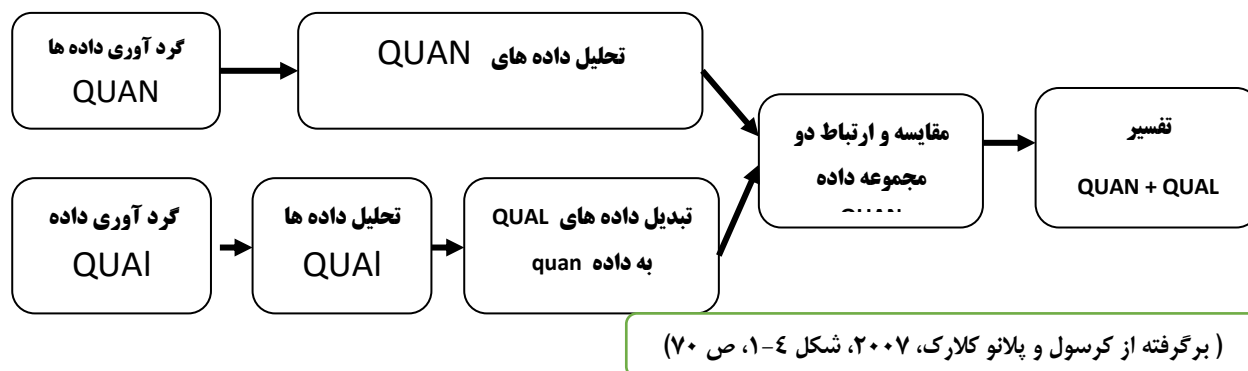 گرد آوری داده ها
QUAN
تحلیل داده های QUAN
مقایسه و ارتباط دو
مجموعه داده
تفسیر
QUAN + QUAL
گرد آوری داده
QUAl
تحلیل داده ها
QUAl
تبدیل داده های QUAL
به داده quan
( برگرفته از کرسول و پلانو کلارک، ۲۰۰۷، شکل ٤-۱، ص ۷۰)